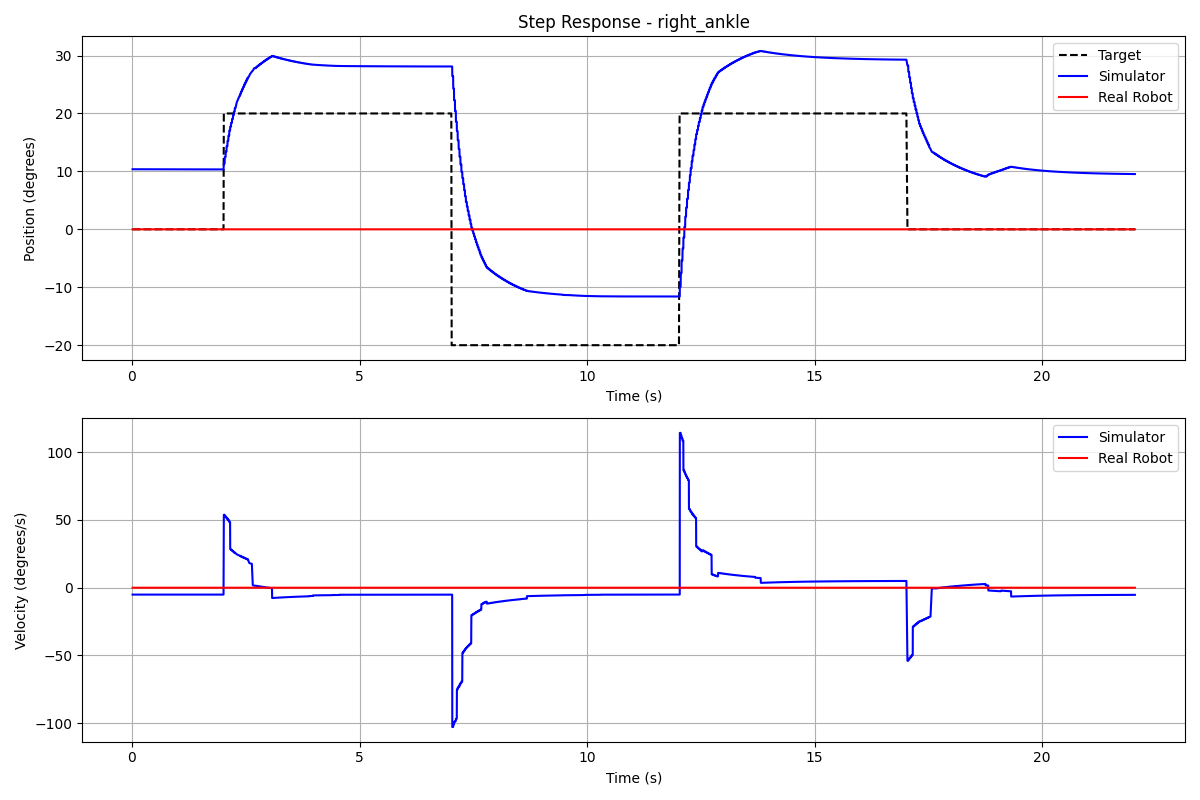 Step Response - right_ankle
Position (degrees)
30
20
10
0
−10
−20
Target
Simulator
Real Robot
0
5
10
15
20
Time (s)
Velocity (degrees/s)
100
50
0
−50
−100
Simulator
Real Robot
0
5
10
15
20
Time (s)